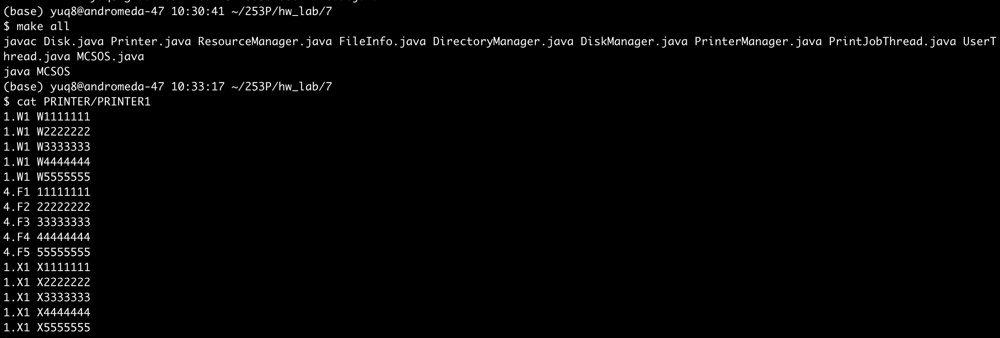 (base) yuq8@andromeda-47 10:30:41 ~/253P/hw_lab/7
$ make all
javac Disk.java Printer.java ResourceManager.java FileInfo.java DirectoryManager.java DiskManager.java PrinterManager.java PrintJobThread.java UserT
hread.java MCSOS.java
java MCSOS
(base) yuq8@andromeda-47 10:33:17 ~/253P/hw_lab/7
$ cat PRINTER/PRINTER1
1.W1 W1111111
1.W1 W2222222
1.W1 W3333333
1.W1 W4444444
1.W1 W5555555
4.F1 11111111
4.F2 22222222
4.F3 33333333
4.F4 44444444
4.F5 55555555
1.X1 X1111111
1.X1 X2222222
1.X1 X3333333
1.X1 X4444444
1.X1 X5555555